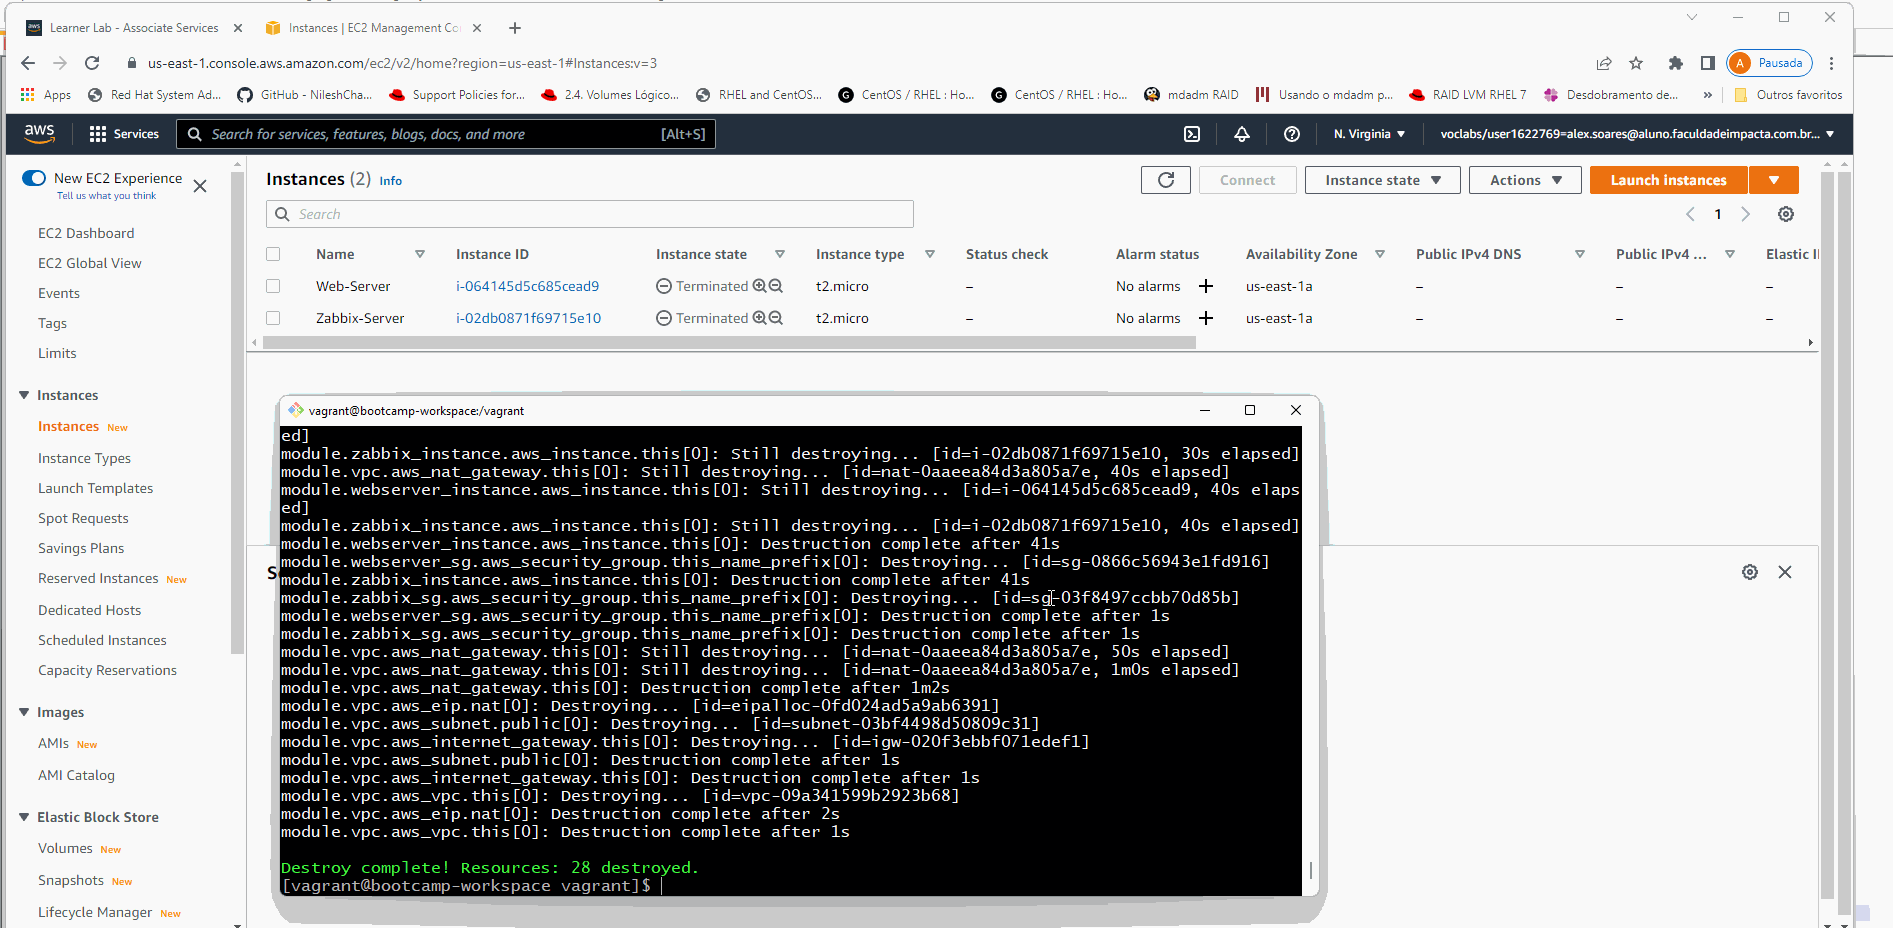 Learner Lab - Associate Services
Instances | EC2 Management Co
us-east-1.console.aws.amazon.com/ec2/v2/home?region=us-east-1#Instances:v=3
A Pausada
Apps
Red Hat System Ad...
GitHub - NileshCha...
Support Policies for...
2.4. Volumes Lógico...
RHEL and CentOS...
CentOS / RHEL : Ho...
CentOS / RHEL : Ho...
mdadm RAID
Usando o mdadm p...
RAID LVM RHEL 7
Desdobramento de...
»
Outros favoritos
aws
Services
Search for services, features, blogs, docs, and more [Alt+S]
N. Virginia
voclabs/user1622769=alex.soares@aluno.faculdadeimpacta.com.br...
New EC2 Experience
Tell us what you think
EC2 Dashboard
EC2 Global View
Events
Tags
Limits
Instances
Instances New
Instance Types
Launch Templates
Spot Requests
Savings Plans
Reserved Instances New
Dedicated Hosts
Scheduled Instances
Capacity Reservations
Images
AMIs New
AMI Catalog
Elastic Block Store
Volumes New
Snapshots New
Lifecycle Manager New
Instances (2) Info
Connect
Instance state
Actions
Launch instances
Search
1
Name Instance ID Instance state Instance type Status check Alarm status Availability Zone Public IPv4 DNS Public IPv4 ... Elastic I
Web-Server i-064145d5c685cead9 Terminated t2.micro – No alarms + us-east-1a – – –
Zabbix-Server i-02db0871f69715e10 Terminated t2.micro – No alarms + us-east-1a – – –
S
vagrant@bootcamp-workspace:/vagrant
ed]
module.zabbix_instance.aws_instance.this[0]: Still destroying... [id=i-02db0871f69715e10, 30s elapsed]
module.vpc.aws_nat_gateway.this[0]: Still destroying... [id=nat-0aaeea84d3a805a7e, 40s elapsed]
module.webserver_instance.aws_instance.this[0]: Still destroying... [id=i-064145d5c685cead9, 40s elaps
ed]
module.zabbix_instance.aws_instance.this[0]: Still destroying... [id=i-02db0871f69715e10, 40s elapsed]
module.webserver_instance.aws_instance.this[0]: Destruction complete after 41s
module.webserver_sg.aws_security_group.this_name_prefix[0]: Destroying... [id=sg-0866c56943e1fd916]
module.zabbix_instance.aws_instance.this[0]: Destruction complete after 41s
module.zabbix_sg.aws_security_group.this_name_prefix[0]: Destroying... [id=sg-03f8497ccbb70d85b]
module.webserver_sg.aws_security_group.this_name_prefix[0]: Destruction complete after 1s
module.zabbix_sg.aws_security_group.this_name_prefix[0]: Destruction complete after 1s
module.vpc.aws_nat_gateway.this[0]: Still destroying... [id=nat-0aaeea84d3a805a7e, 50s elapsed]
module.vpc.aws_nat_gateway.this[0]: Still destroying... [id=nat-0aaeea84d3a805a7e, 1m0s elapsed]
module.vpc.aws_nat_gateway.this[0]: Destruction complete after 1m2s
module.vpc.aws_eip.nat[0]: Destroying... [id=eipalloc-0fd024ad5a9ab6391]
module.vpc.aws_subnet.public[0]: Destroying... [id=subnet-03bf4498d50809c31]
module.vpc.aws_internet_gateway.this[0]: Destroying... [id=igw-020f3ebbf071edef1]
module.vpc.aws_subnet.public[0]: Destruction complete after 1s
module.vpc.aws_internet_gateway.this[0]: Destruction complete after 1s
module.vpc.aws_vpc.this[0]: Destroying... [id=vpc-09a341599b2923b68]
module.vpc.aws_eip.nat[0]: Destruction complete after 2s
module.vpc.aws_vpc.this[0]: Destruction complete after 1s
Destroy complete! Resources: 28 destroyed.
[vagrant@bootcamp-workspace vagrant]$